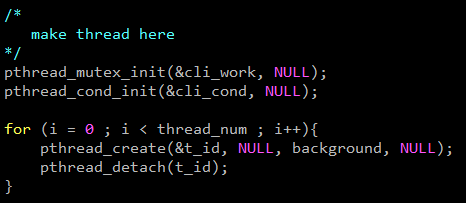 /*
make thread here
*/
pthread_mutex_init(&cli_work, NULL);
pthread_cond_init(&cli_cond, NULL);
for (i = 0 ; i < thread_num ; i++){
pthread_create(&t_id, NULL, background, NULL);
pthread_detach(t_id);
}